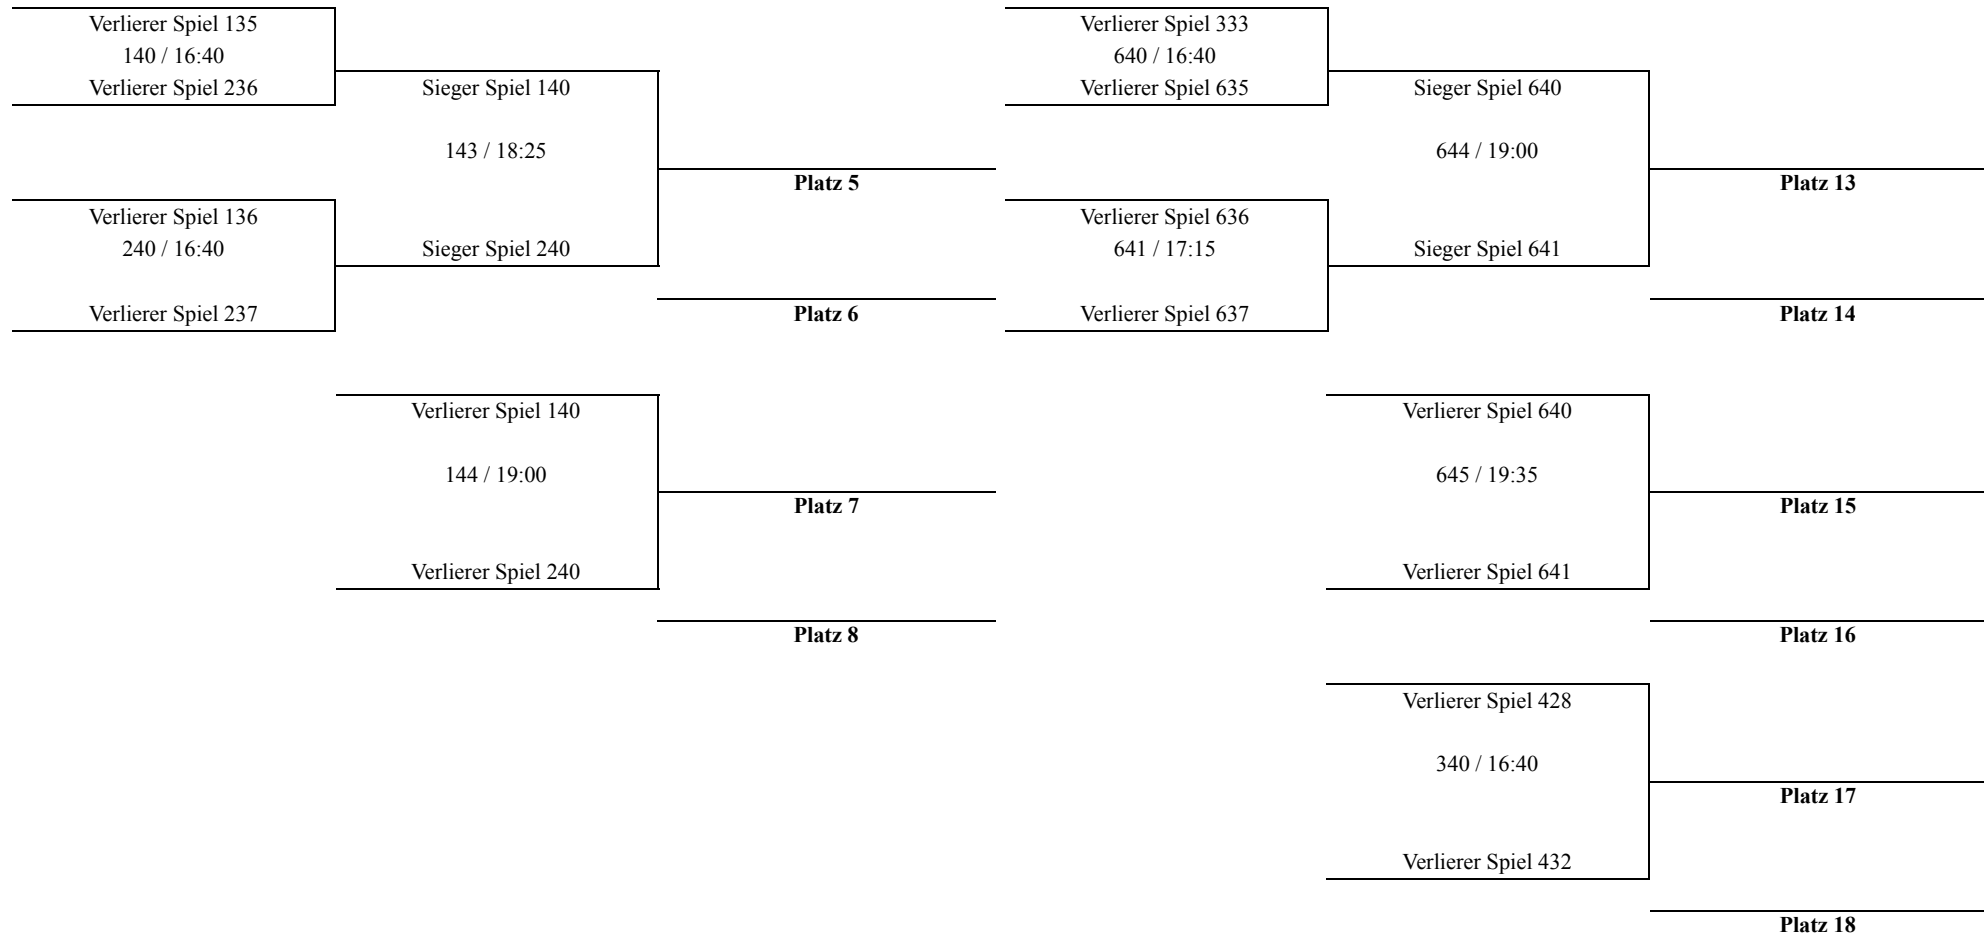 Verlierer Spiel 135
140 / 16:40
Verlierer Spiel 236
Sieger Spiel 140
143 / 18:25
Platz 5
Verlierer Spiel 136
240 / 16:40
Sieger Spiel 240
Verlierer Spiel 237
Platz 6
Verlierer Spiel 140
144 / 19:00
Platz 7
Verlierer Spiel 240
Platz 8
Verlierer Spiel 333
640 / 16:40
Verlierer Spiel 635
Sieger Spiel 640
644 / 19:00
Platz 13
Verlierer Spiel 636
641 / 17:15
Sieger Spiel 641
Verlierer Spiel 637
Platz 14
Verlierer Spiel 640
645 / 19:35
Platz 15
Verlierer Spiel 641
Platz 16
Verlierer Spiel 428
340 / 16:40
Platz 17
Verlierer Spiel 432
Platz 18